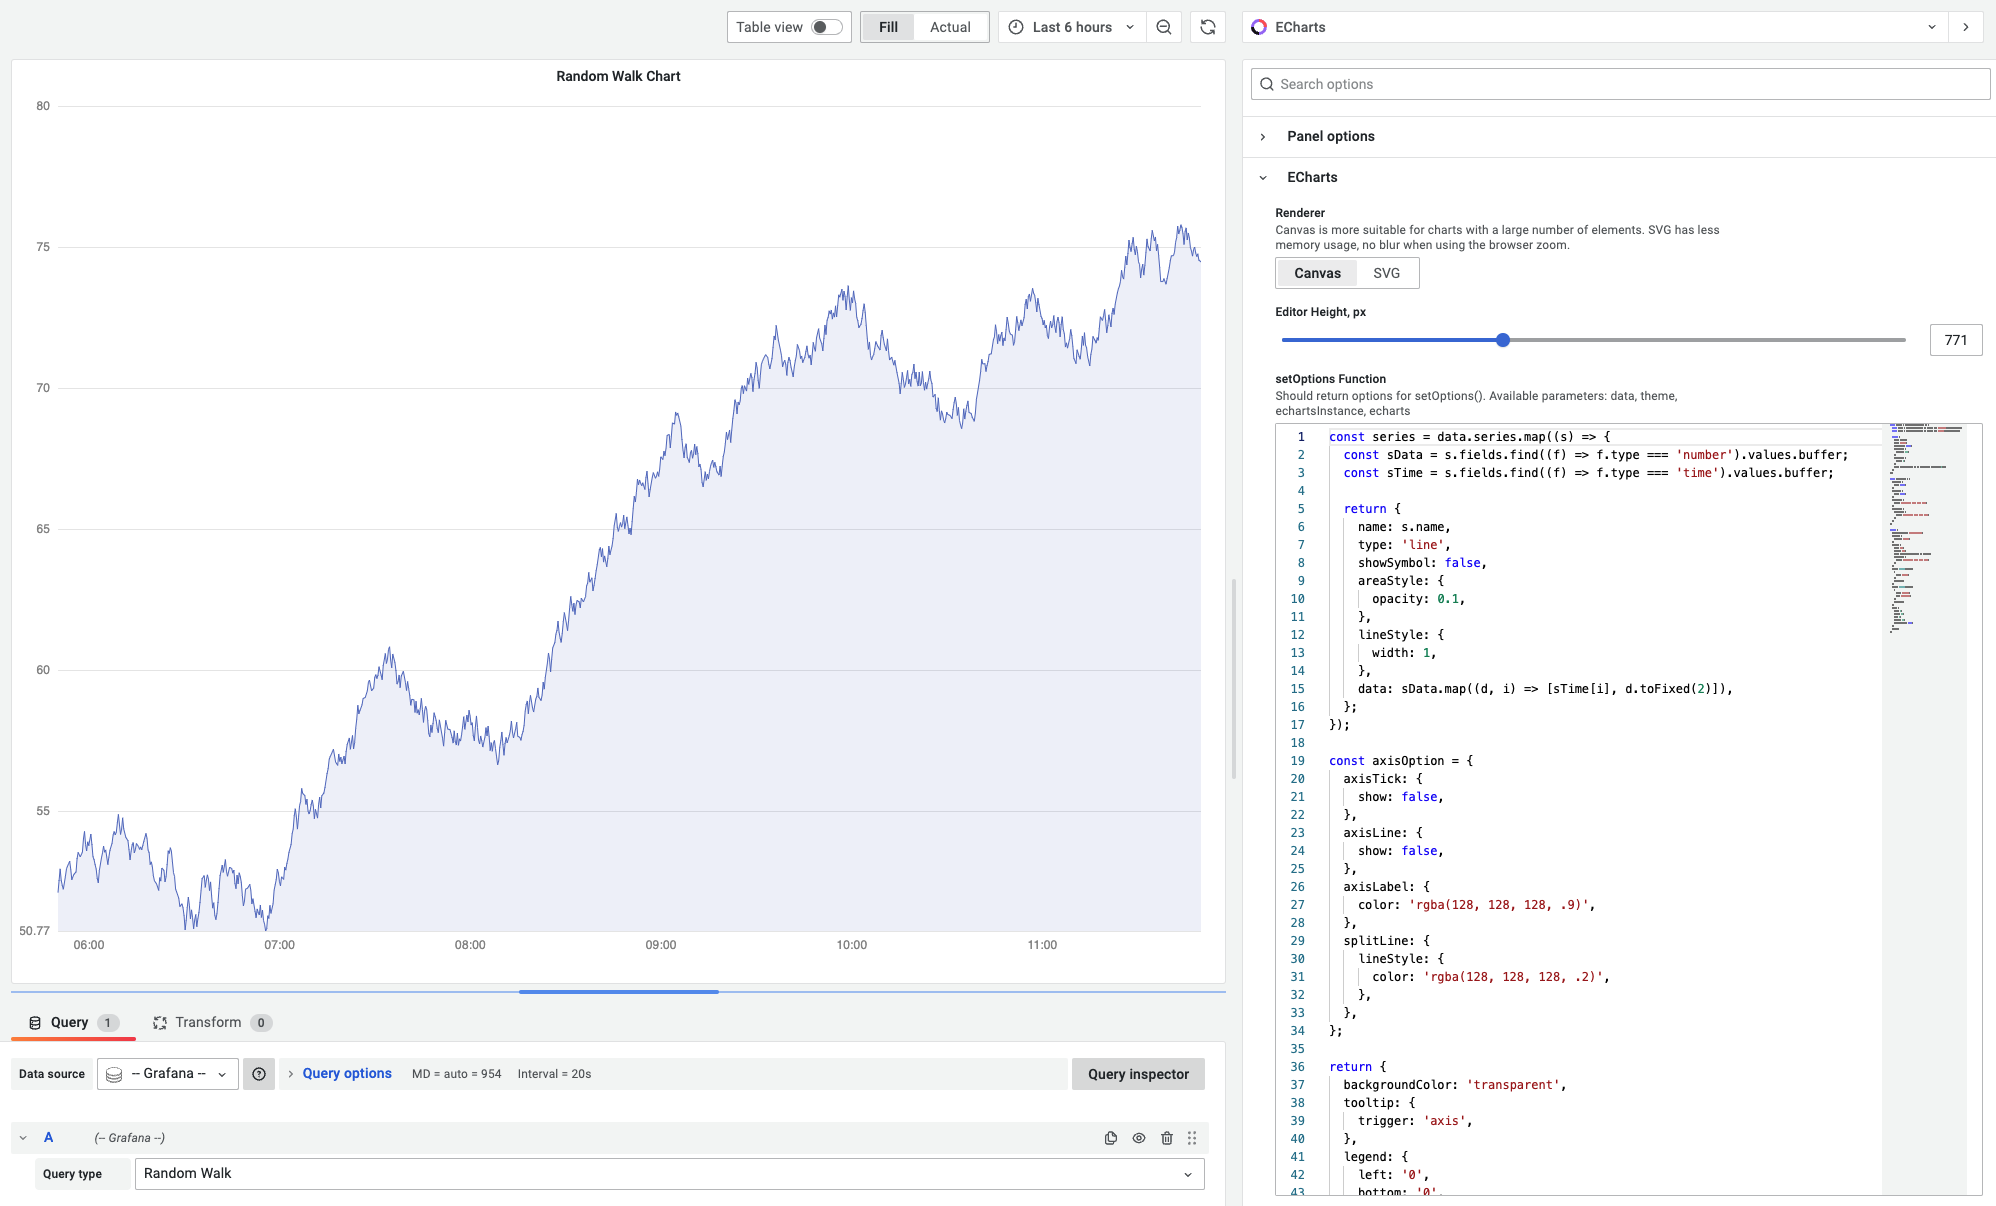 Table view
Fill
Actual
Last 6 hours
ECharts
Random Walk Chart
80
75
70
65
60
55
50.77
06:00
07:00
08:00
09:00
10:00
11:00
Query 1
Transform 0
Data source
-- Grafana --
Query options
MD = auto = 954
Interval = 20s
Query inspector
A
(-- Grafana --)
Query type
Random Walk
Search options
Panel options
ECharts
Renderer
Canvas is more suitable for charts with a large number of elements. SVG has less
memory usage, no blur when using the browser zoom.
Canvas
SVG
Editor Height, px
771
setOptions Function
Should return options for setOptions(). Available parameters: data, theme,
echartsInstance, echarts
1 const series = data.series.map((s) => {
2 const sData = s.fields.find((f) => f.type === 'number').values.buffer;
3 const sTime = s.fields.find((f) => f.type === 'time').values.buffer;
4
5 return {
6 name: s.name,
7 type: 'line',
8 showSymbol: false,
9 areaStyle: {
10 opacity: 0.1,
11 },
12 lineStyle: {
13 width: 1,
14 },
15 data: sData.map((d, i) => [sTime[i], d.toFixed(2)]),
16 };
17 });
18
19 const axisOption = {
20 axisTick: {
21 show: false,
22 },
23 axisLine: {
24 show: false,
25 },
26 axisLabel: {
27 color: 'rgba(128, 128, 128, .9)',
28 },
29 splitLine: {
30 lineStyle: {
31 color: 'rgba(128, 128, 128, .2)',
32 },
33 },
34 };
35
36 return {
37 backgroundColor: 'transparent',
38 tooltip: {
39 trigger: 'axis',
40 },
41 legend: {
42 left: '0',
43 bottom: '0',